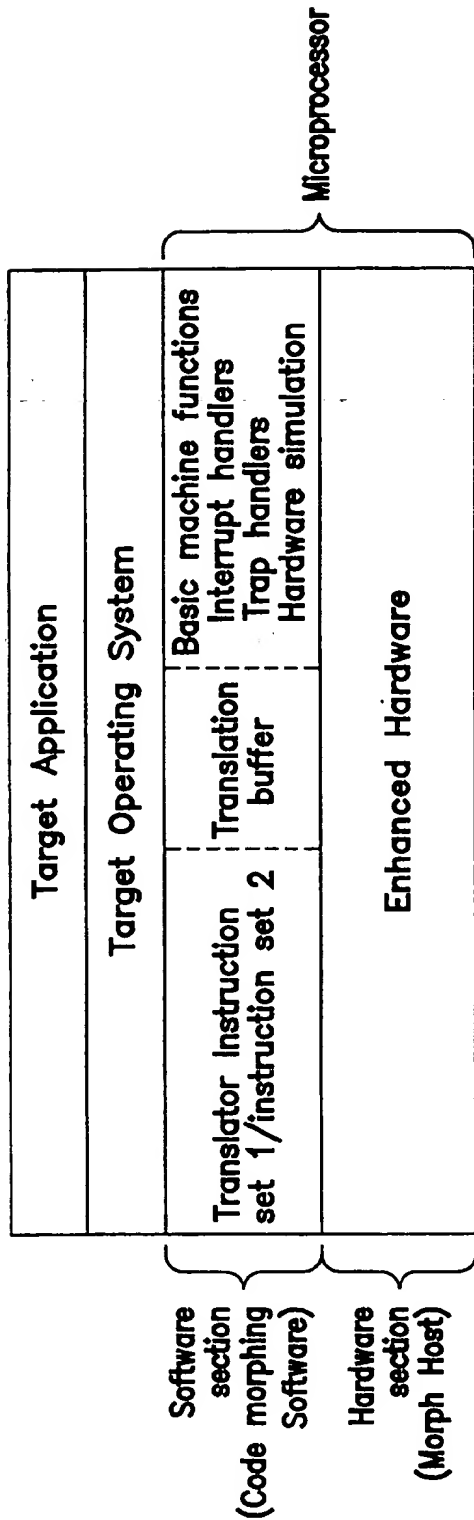 Target Application
Target Operating System
Software
section
(Code morphing
Software)
Translator Instruction
set 1/instruction set 2
Translation
buffer
Basic machine functions
Interrupt handlers
Trap handlers
Hardware simulation
Microprocessor
Hardware
section
(Morph Host)
Enhanced Hardware